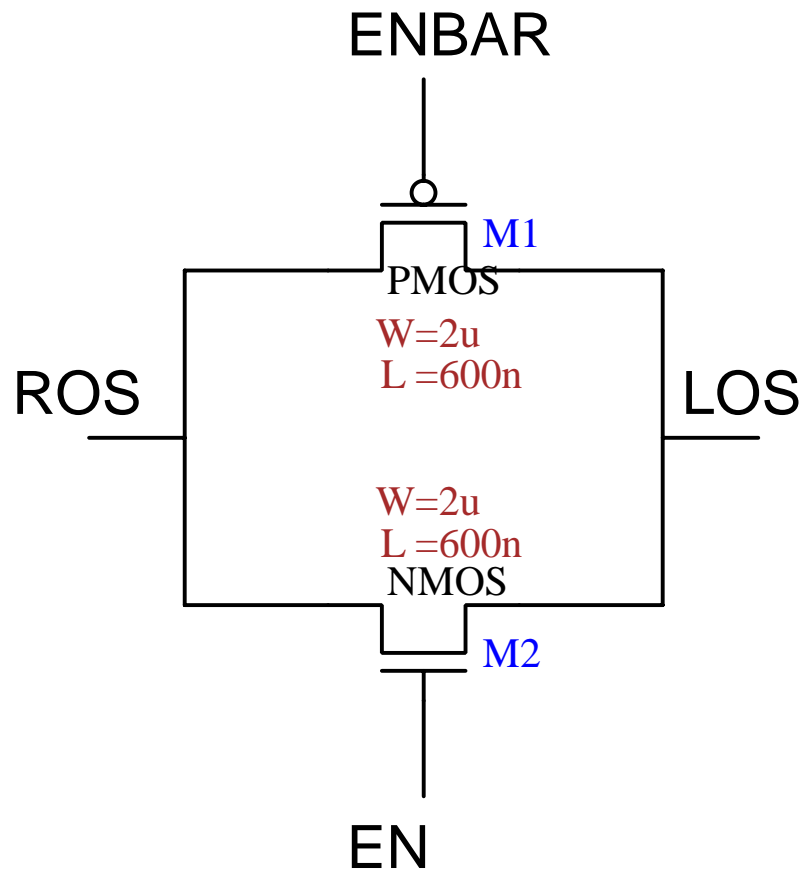 ENBAR
M1
PMOS
W=2u
L =600n
ROS
LOS
W=2u
L =600n
NMOS
M2
EN